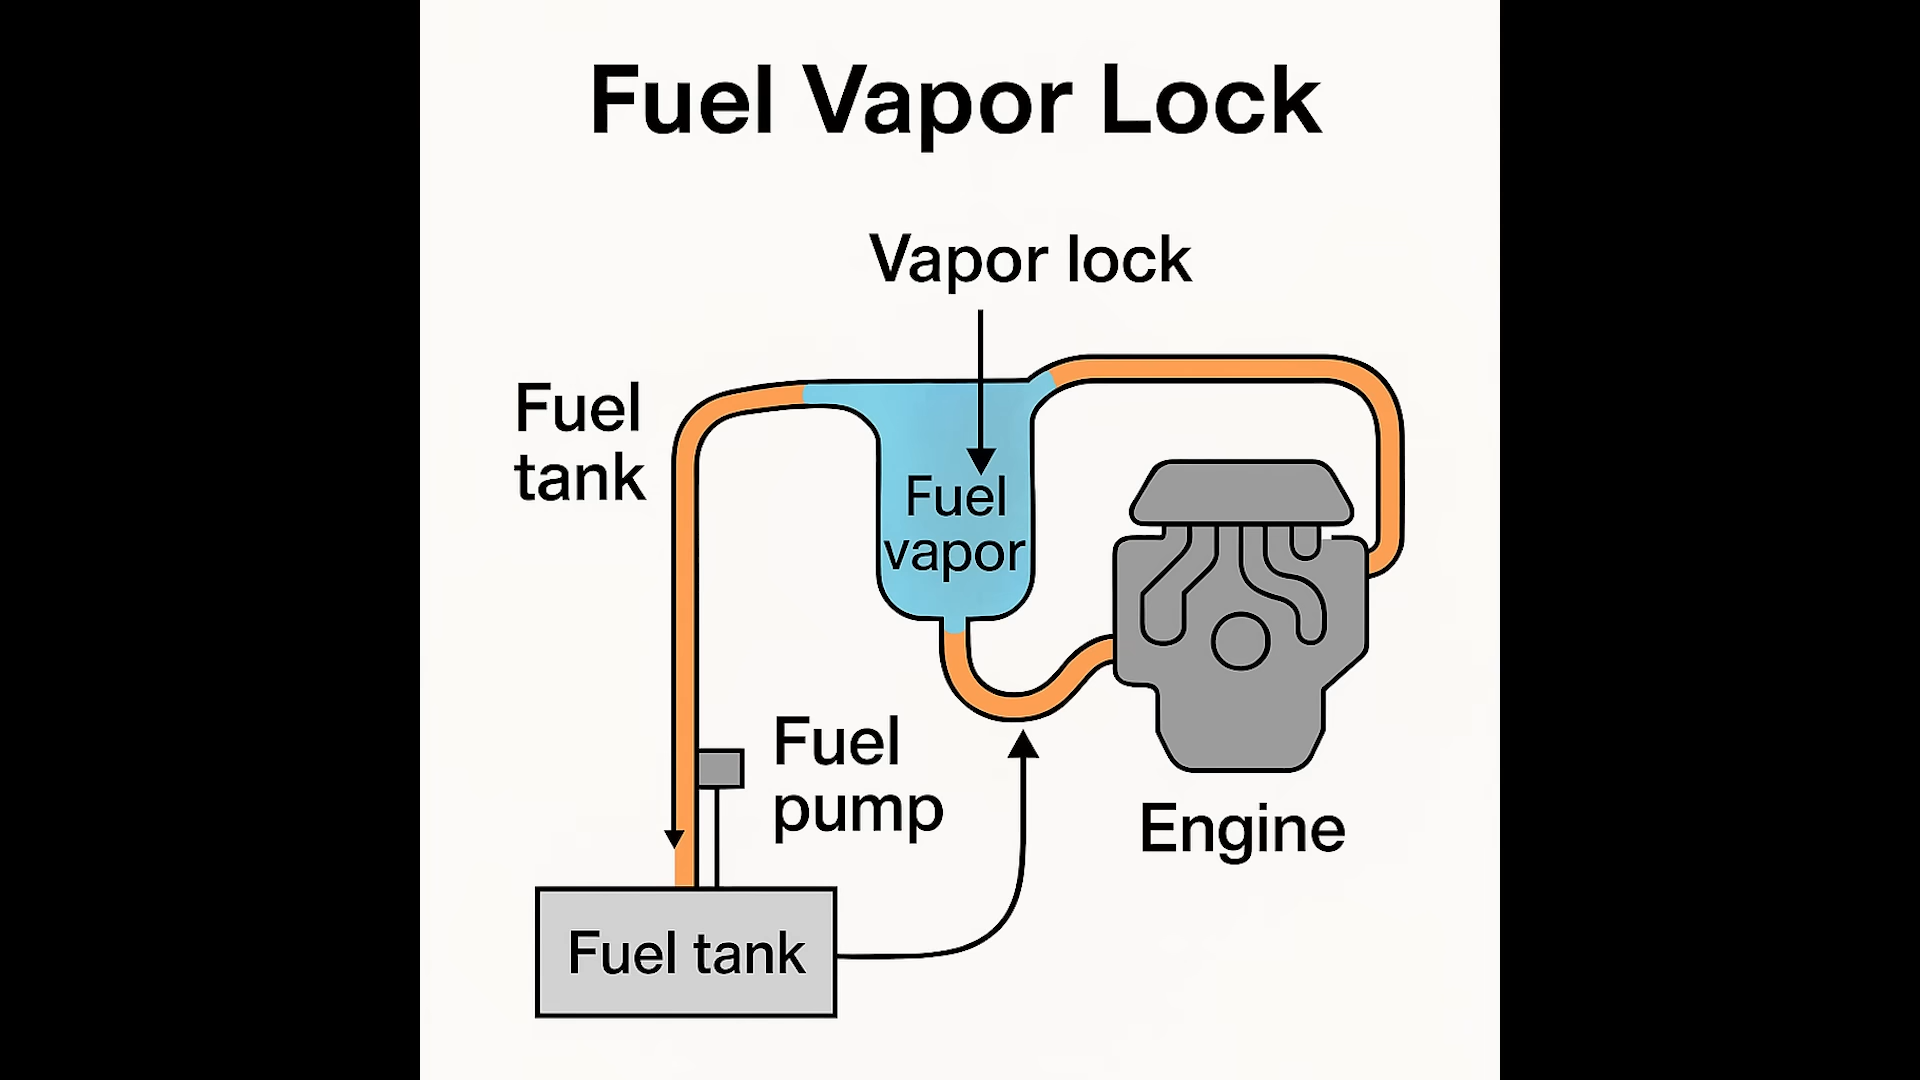 Fuel Vapor Lock
Vapor lock
Fuel
tank
Fuel
vapor
Fuel
pump
Engine
Fuel tank